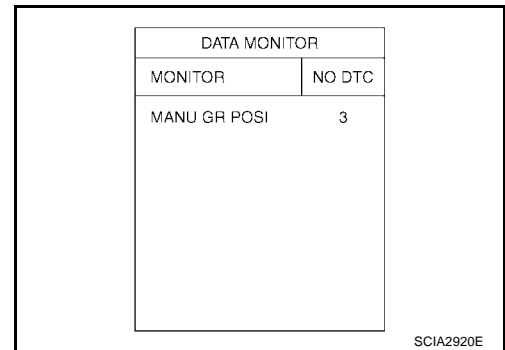 DATA MONITOR
MONITOR NO DTC
MANU GR POSI 3
SCIA2920E